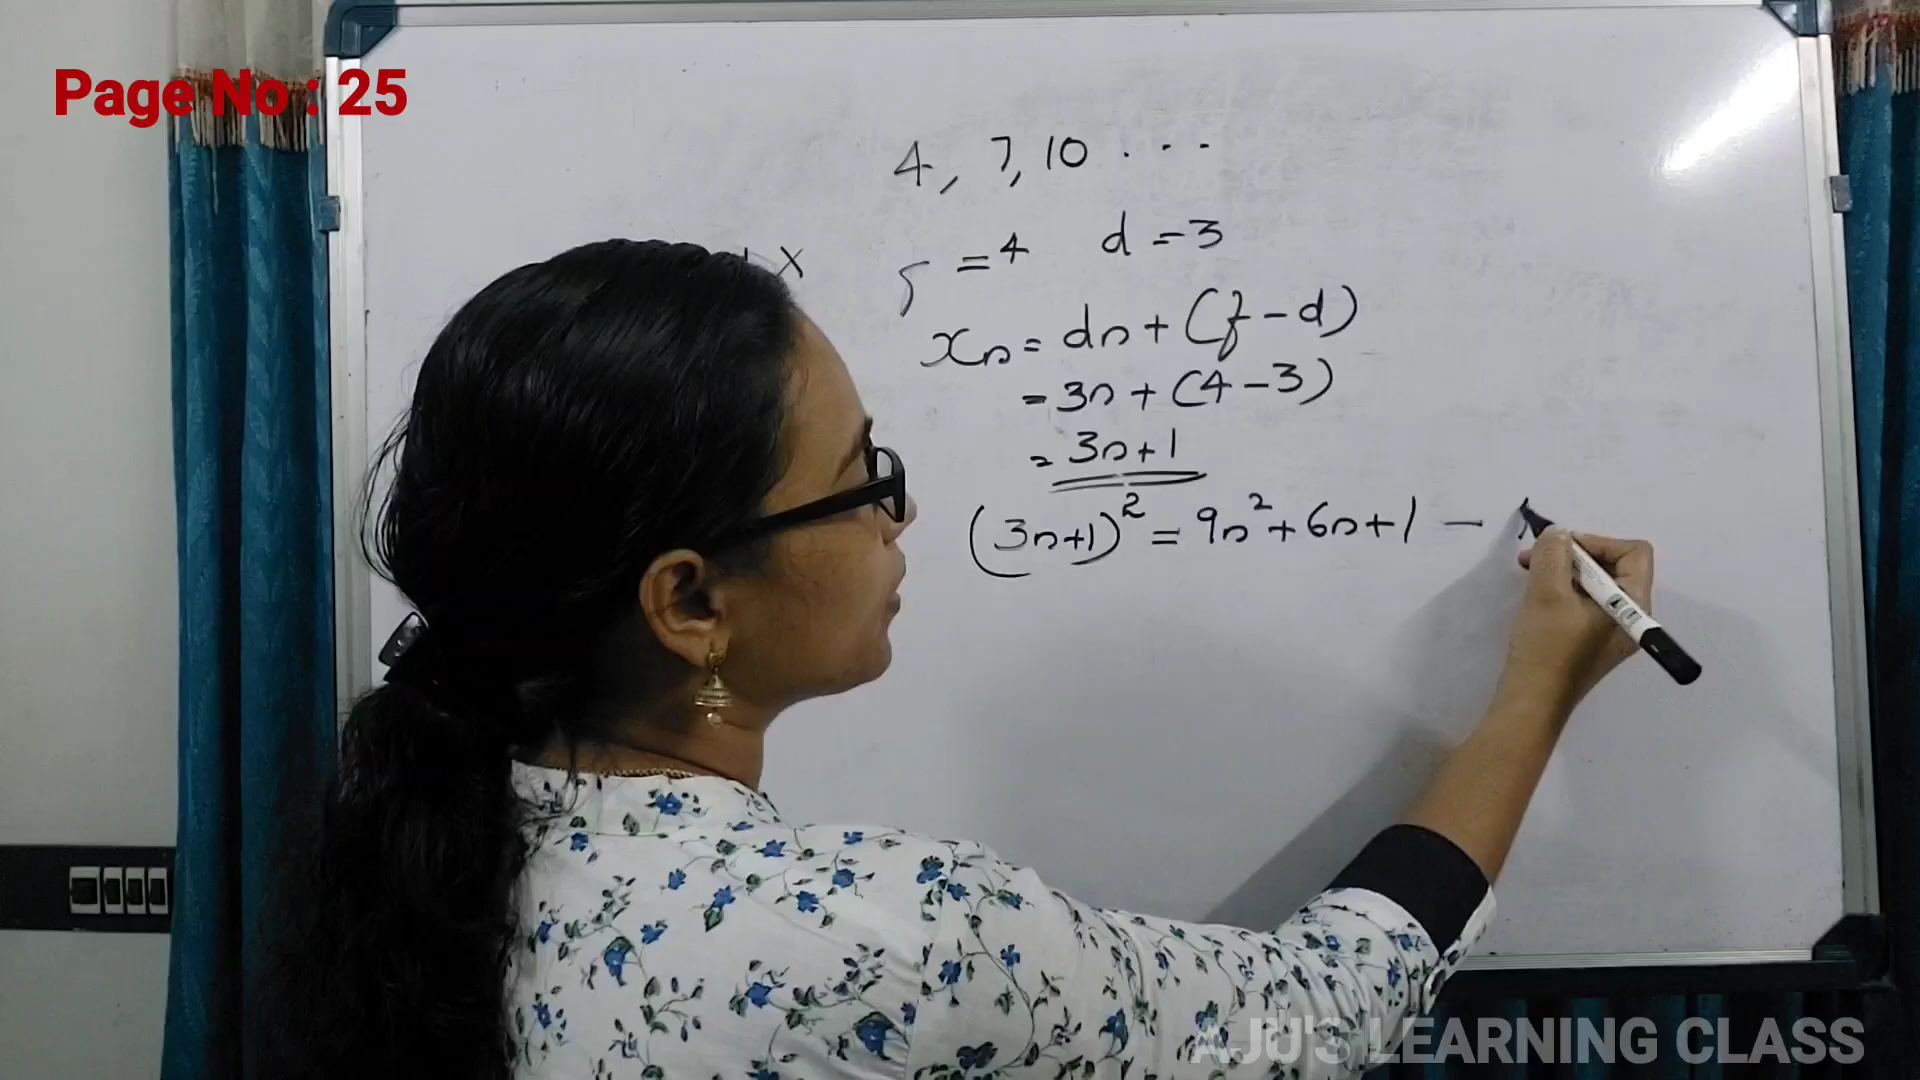 Page No : 25
4, 7, 10 ....
f = 4 d = 3
xn = dn + (f - d)
= 3n + (4 - 3)
= 3n + 1
(3n+1)² = 9n² + 6n + 1 -
AJU'S LEARNING CLASS